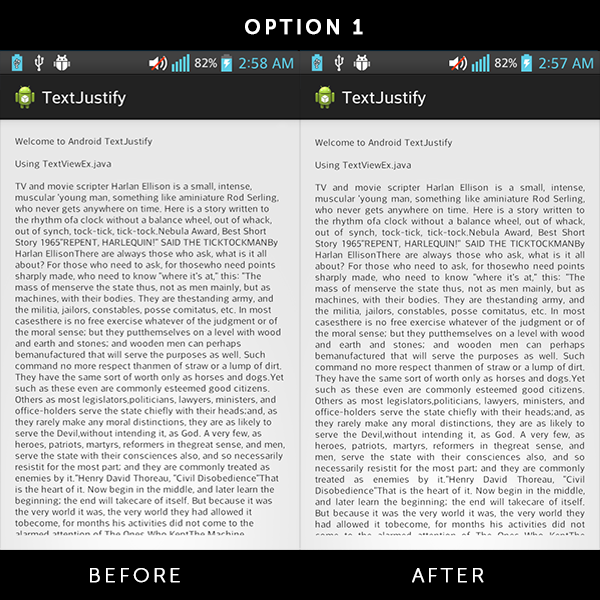 OPTION 1
82% 2:58 AM
TextJustify
Welcome to Android TextJustify
Using TextViewEx.java
TV and movie scripter Harlan Ellison is a small, intense,
muscular 'young man, something like aminiature Rod Serling,
who never gets anywhere on time. Here is a story written to
the rhythm ofa clock without a balance wheel, out of whack,
out of synch, tock-tick, tick-tock.Nebula Award, Best Short
Story 1965"REPENT, HARLEQUIN!" SAID THE TICKTOCKMANBy
Harlan EllisonThere are always those who ask, what is it all
about? For those who need to ask, for thosewho need points
sharply made, who need to know "where it's at," this: "The
mass of menserve the state thus, not as men mainly, but as
machines, with their bodies. They are thestanding army, and
the militia, jailors, constables, posse comitatus, etc. In most
casesthere is no free exercise whatever of the judgment or of
the moral sense; but they putthemselves on a level with wood
and earth and stones; and wooden men can perhaps
bemanufactured that will serve the purposes as well. Such
command no more respect thanmen of straw or a lump of dirt.
They have the same sort of worth only as horses and dogs.Yet
such as these even are commonly esteemed good citizens.
Others as most legislators,politicians, lawyers, ministers, and
office-holders serve the state chiefly with their heads;and, as
they rarely make any moral distinctions, they are as likely to
serve the Devil,without intending it, as God. A very few, as
heroes, patriots, martyrs, reformers in thegreat sense, and men,
serve the state with their consciences also, and so necessarily
resistit for the most part; and they are commonly treated as
enemies by it."Henry David Thoreau, "Civil Disobedience"That
is the heart of it. Now begin in the middle, and later learn the
beginning; the end will takecare of itself. But because it was
the very world it was, the very world they had allowed it
tobecome, for months his activities did not come to the
alarmed attention of The Ones Who KeptThe Machine
BEFORE
82% 2:57 AM
TextJustify
Welcome to Android TextJustify
Using TextViewEx.java
TV and movie scripter Harlan Ellison is a small, intense,
muscular 'young man, something like aminiature Rod Serling,
who never gets anywhere on time. Here is a story written to
the rhythm ofa clock without a balance wheel, out of whack,
out of synch, tock-tick, tick-tock.Nebula Award, Best Short
Story 1965"REPENT, HARLEQUIN!" SAID THE TICKTOCKMANBy
Harlan EllisonThere are always those who ask, what is it all
about? For those who need to ask, for thosewho need points
sharply made, who need to know "where it's at," this: "The
mass of menserve the state thus, not as men mainly, but as
machines, with their bodies. They are thestanding army, and
the militia, jailors, constables, posse comitatus, etc. In most
casesthere is no free exercise whatever of the judgment or of
the moral sense; but they putthemselves on a level with wood
and earth and stones; and wooden men can perhaps
bemanufactured that will serve the purposes as well. Such
command no more respect thanmen of straw or a lump of dirt.
They have the same sort of worth only as horses and dogs.Yet
such as these even are commonly esteemed good citizens.
Others as most legislators,politicians, lawyers, ministers, and
office-holders serve the state chiefly with their heads;and, as
they rarely make any moral distinctions, they are as likely to
serve the Devil,without intending it, as God. A very few, as
heroes, patriots, martyrs, reformers in thegreat sense, and
men, serve the state with their consciences also, and so
necessarily resistit for the most part; and they are commonly
treated as enemies by it."Henry David Thoreau, "Civil
Disobedience"That is the heart of it. Now begin in the middle,
and later learn the beginning; the end will takecare of itself.
But because it was the very world it was, the very world they
had allowed it tobecome, for months his activities did not
come to the alarmed attention of The Ones Who KeptThe
AFTER